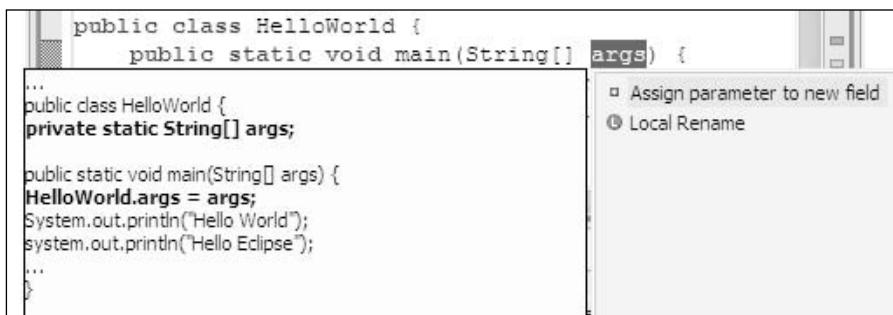 public class HelloWorld {
public static void main(String[] args) {
...
public class HelloWorld {
private static String[] args;
public static void main(String[] args) {
HelloWorld.args = args;
System.out.println("Hello World");
system.out.println("Hello Eclipse");
...
}
Assign parameter to new field
Local Rename